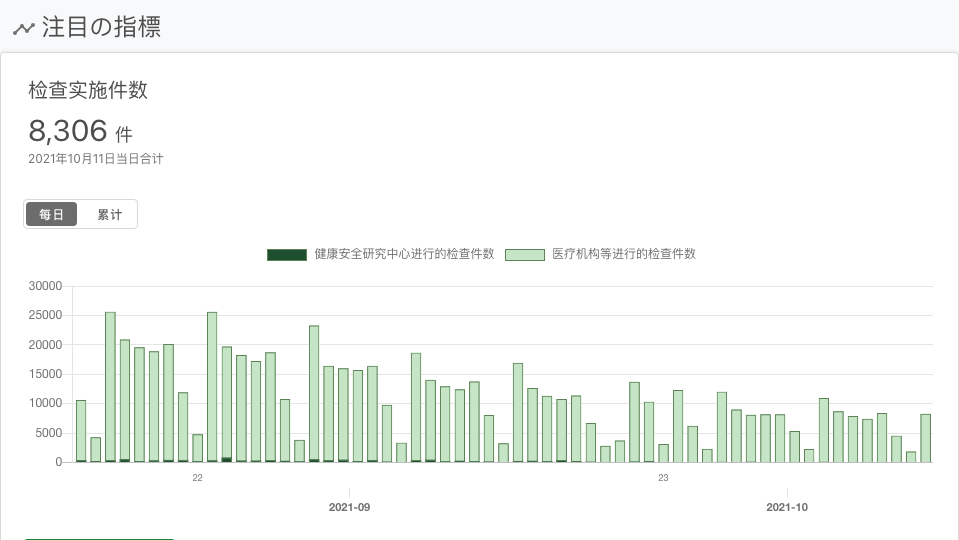 注目の指標
检查实施件数
8,306 件
2021年10月11日当日合计
每日 累计
健康安全研究中心进行的检查件数 医疗机构等进行的检查件数
30000
25000
20000
15000
10000
5000
0
22 23
2021-09 2021-10